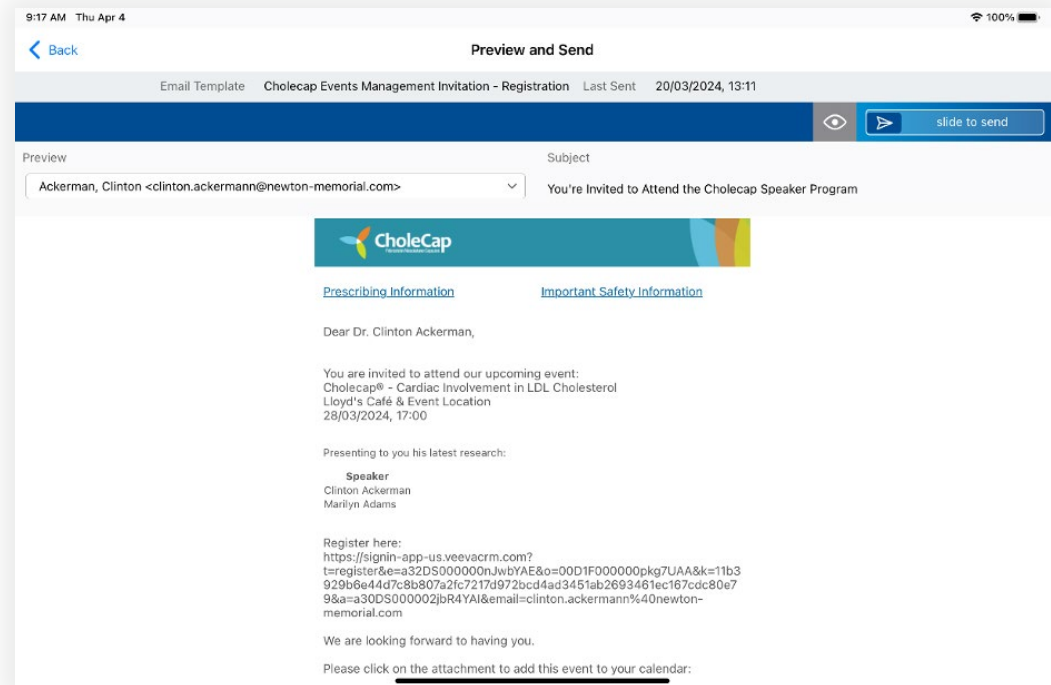 9:17 AM Thu Apr 4
100%
Back
Preview and Send
Email Template Cholecap Events Management Invitation - Registration Last Sent 20/03/2024, 13:11
slide to send
Preview
Subject
Ackerman, Clinton <clinton.ackermann@newton-memorial.com>
You're Invited to Attend the Cholecap Speaker Program
CholeCap
Prescribing Information
Important Safety Information
Dear Dr. Clinton Ackerman,
You are invited to attend our upcoming event:
Cholecap® - Cardiac Involvement in LDL Cholesterol
Lloyd's Café & Event Location
28/03/2024, 17:00
Presenting to you his latest research:
Speaker
Clinton Ackerman
Marilyn Adams
Register here:
https://signin-app-us.veevacrm.com?
t=register&e=a32DS000000nJwbYAE&o=00D1F000000pkg7UAA&k=11b3
929b6e44d7c8b807a2fc7217d972bcd4ad3451ab2693461ec167cdc80e7
9&a=a30DS000002jbR4YAI&email=clinton.ackermann%40newton-
memorial.com
We are looking forward to having you.
Please click on the attachment to add this event to your calendar: